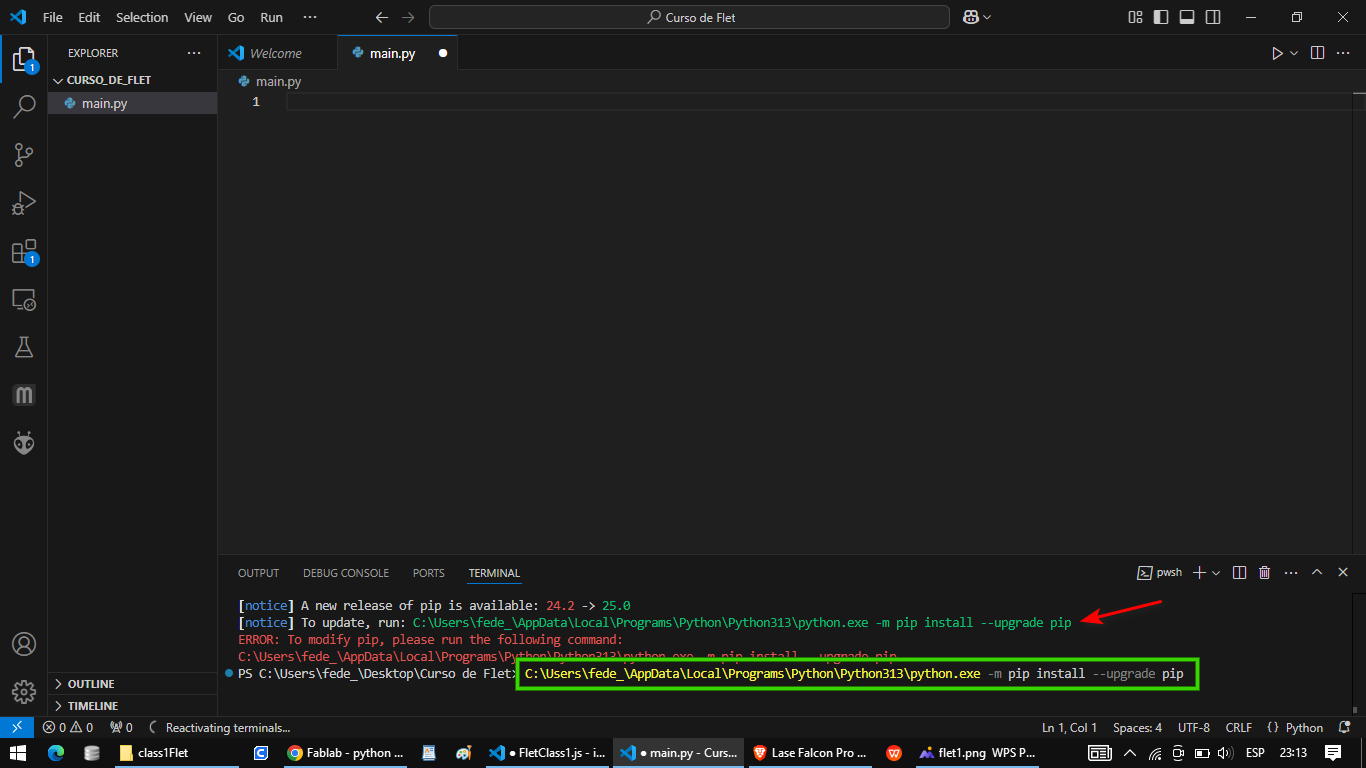 File Edit Selection View Go Run ··· Curso de Flet
EXPLORER ···
CURSO_DE_FLET
main.py
Welcome main.py
main.py
1
1
1
m
OUTPUT DEBUG CONSOLE PORTS TERMINAL pwsh
[notice] A new release of pip is available: 24.2 -> 25.0
[notice] To update, run: C:\Users\fede_\AppData\Local\Programs\Python\Python313\python.exe -m pip install --upgrade pip
ERROR: To modify pip, please run the following command:
C:\Users\fede_\AppData\Local\Programs\Python\Python313\python.exe -m pip install --upgrade pip
PS C:\Users\fede_\Desktop\Curso de Flet> C:\Users\fede_\AppData\Local\Programs\Python\Python313\python.exe -m pip install --upgrade pip
OUTLINE
TIMELINE
0 0 0 Reactivating terminals... Ln 1, Col 1 Spaces: 4 UTF-8 CRLF {} Python
class1Flet Fablab - python ... ● FletClass1.js - i... ● main.py - Curs... Lase Falcon Pro ... flet1.png WPS P... ESP 23:13